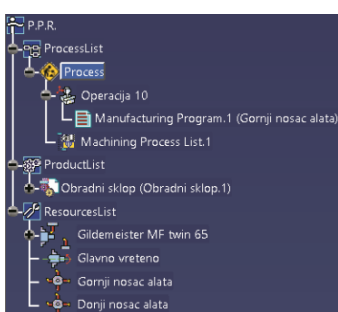 P.P.R.
ProcessList
Process
Operacija 10
Manufacturing Program.1 (Gornji nosac alata)
Machining Process List.1
ProductList
Obradni sklop (Obradni sklop.1)
ResourcesList
Gildemeister MF twin 65
Glavno vreteno
Gornji nosac alata
Donji nosac alata